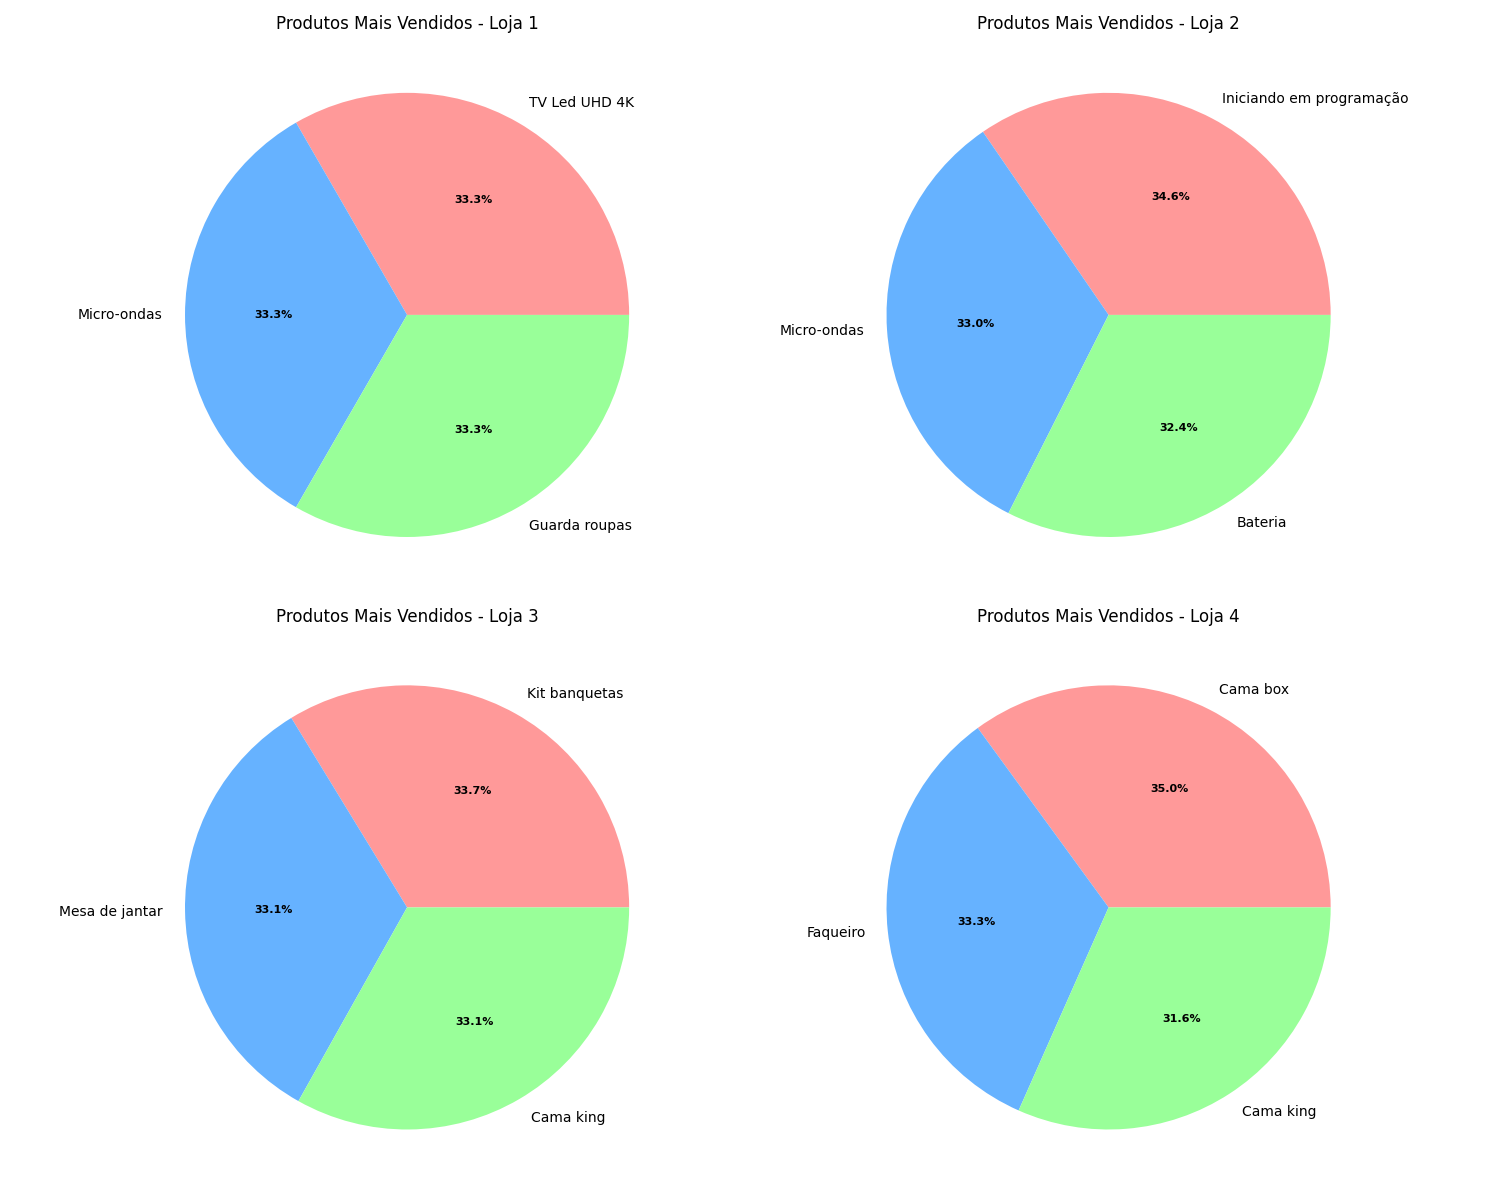 Produtos Mais Vendidos - Loja 1
TV Led UHD 4K
33.3%
Micro-ondas
33.3%
33.3%
Guarda roupas
Produtos Mais Vendidos - Loja 2
Iniciando em programação
34.6%
Micro-ondas
33.0%
32.4%
Bateria
Produtos Mais Vendidos - Loja 3
Kit banquetas
33.7%
Mesa de jantar
33.1%
33.1%
Cama king
Produtos Mais Vendidos - Loja 4
Cama box
35.0%
Faqueiro
33.3%
31.6%
Cama king